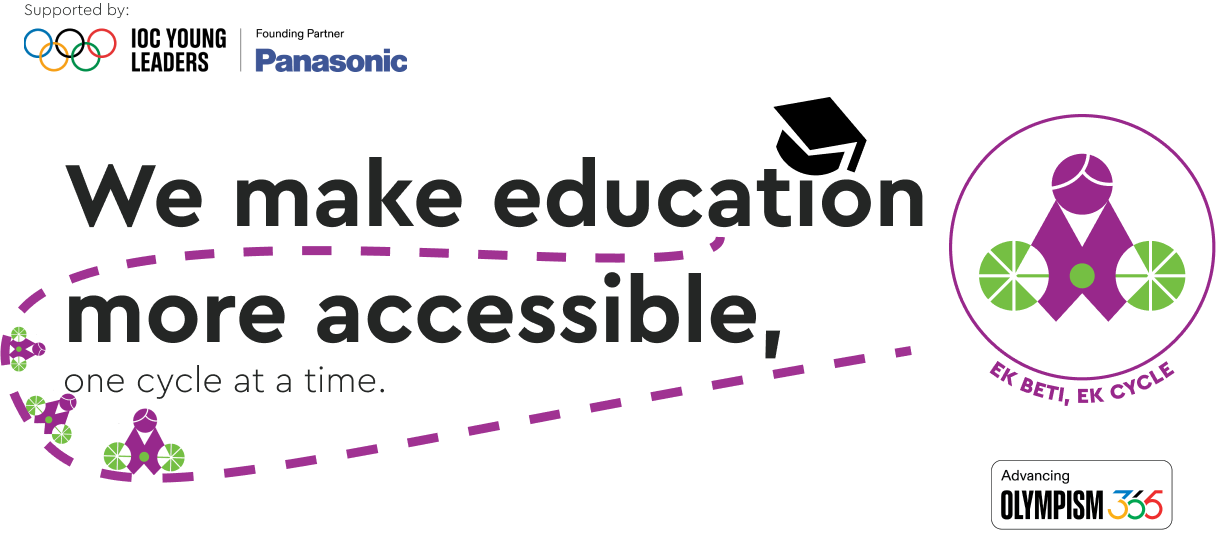 Supported by:
IOC YOUNG
LEADERS
Founding Partner
Panasonic
We make education
more accessible,
one cycle at a time.
EK BETI, EK CYCLE
Advancing
OLYMPISM 365